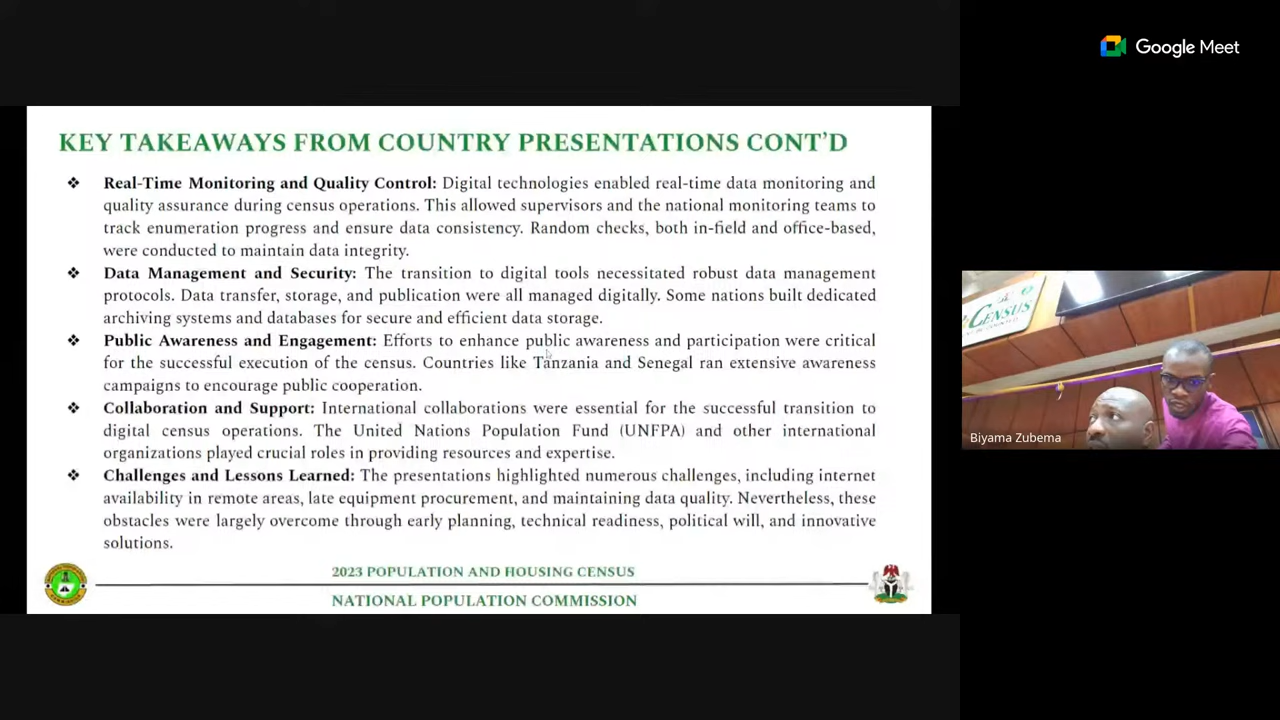 Google Meet
KEY TAKEAWAYS FROM COUNTRY PRESENTATIONS CONT'D
❖ Real-Time Monitoring and Quality Control: Digital technologies enabled real-time data monitoring and
quality assurance during census operations. This allowed supervisors and the national monitoring teams to
track enumeration progress and ensure data consistency. Random checks, both in-field and office-based,
were conducted to maintain data integrity.
❖ Data Management and Security: The transition to digital tools necessitated robust data management
protocols. Data transfer, storage, and publication were all managed digitally. Some nations built dedicated
archiving systems and databases for secure and efficient data storage.
❖ Public Awareness and Engagement: Efforts to enhance public awareness and participation were critical
for the successful execution of the census. Countries like Tanzania and Senegal ran extensive awareness
campaigns to encourage public cooperation.
❖ Collaboration and Support: International collaborations were essential for the successful transition to
digital census operations. The United Nations Population Fund (UNFPA) and other international
organizations played crucial roles in providing resources and expertise.
❖ Challenges and Lessons Learned: The presentations highlighted numerous challenges, including internet
availability in remote areas, late equipment procurement, and maintaining data quality. Nevertheless, these
obstacles were largely overcome through early planning, technical readiness, political will, and innovative
solutions.
2023 POPULATION AND HOUSING CENSUS
NATIONAL POPULATION COMMISSION
CENSUS
Biyama Zubema